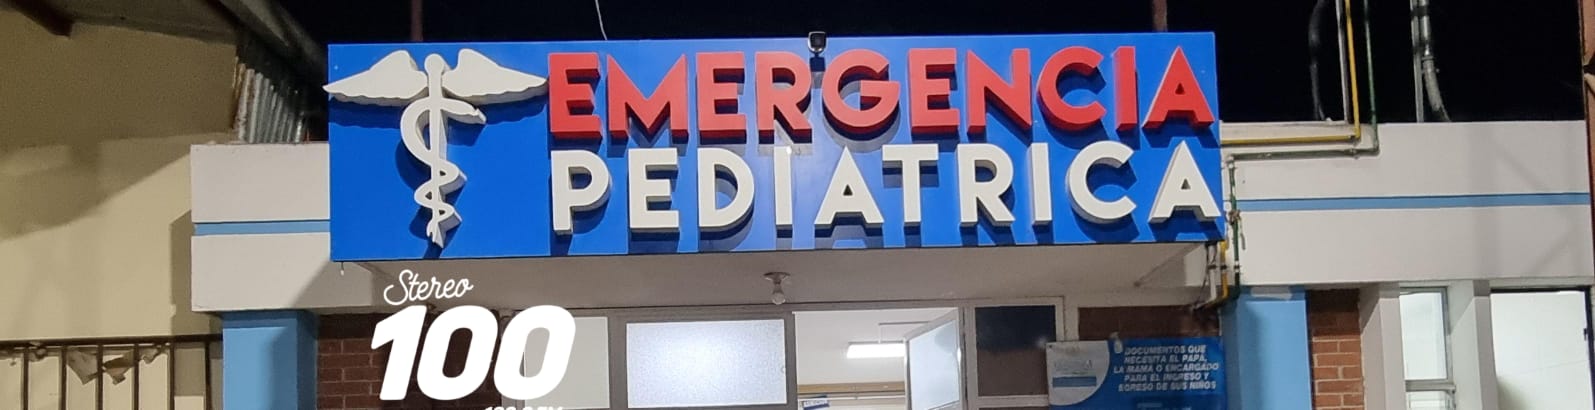 EMERGENCIA
PEDIATRICA
Stereo
100
DOCUMENTOS QUE
NECESITA EL PAPÁ,
LA MAMÁ O ENCARGADO
PARA EL INGRESO Y
EGRESO DE SUS NIÑOS